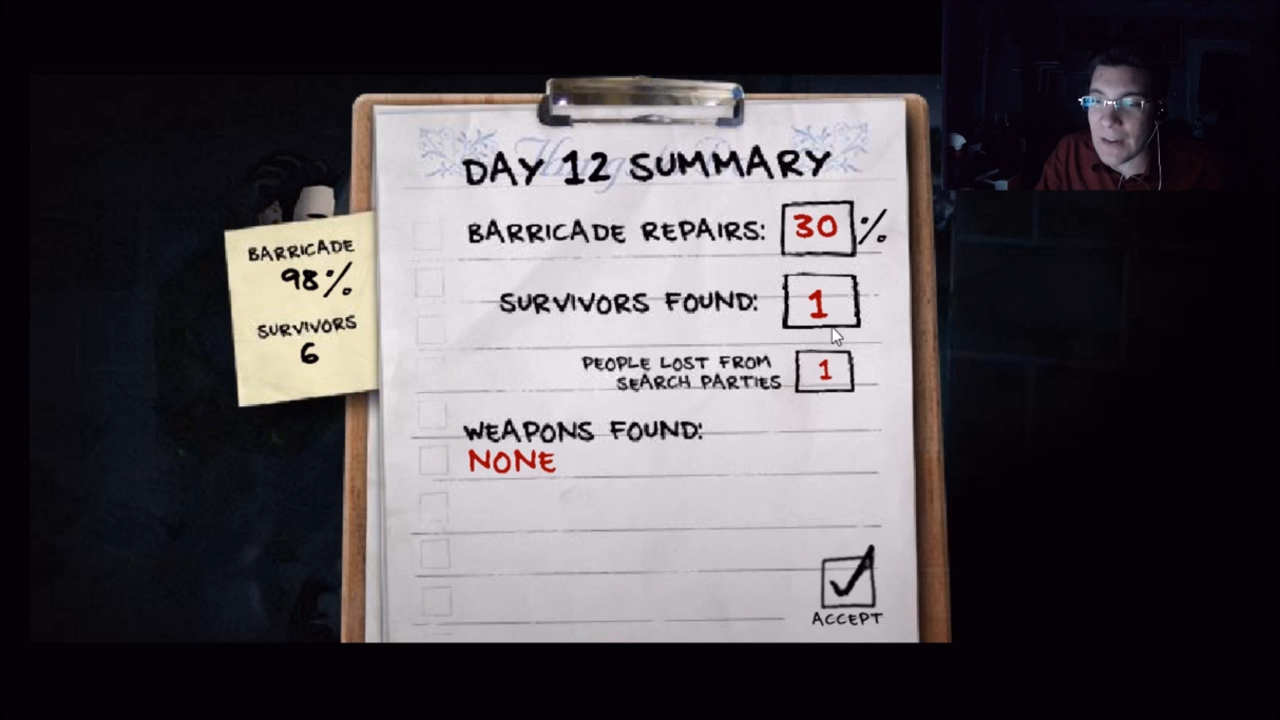 DAY 12 SUMMARY
BARRICADE REPAIRS: 30 %
SURVIVORS FOUND: 1
PEOPLE LOST FROM
SEARCH PARTIES 1
WEAPONS FOUND:
NONE
ACCEPT
BARRICADE
98%
SURVIVORS
6